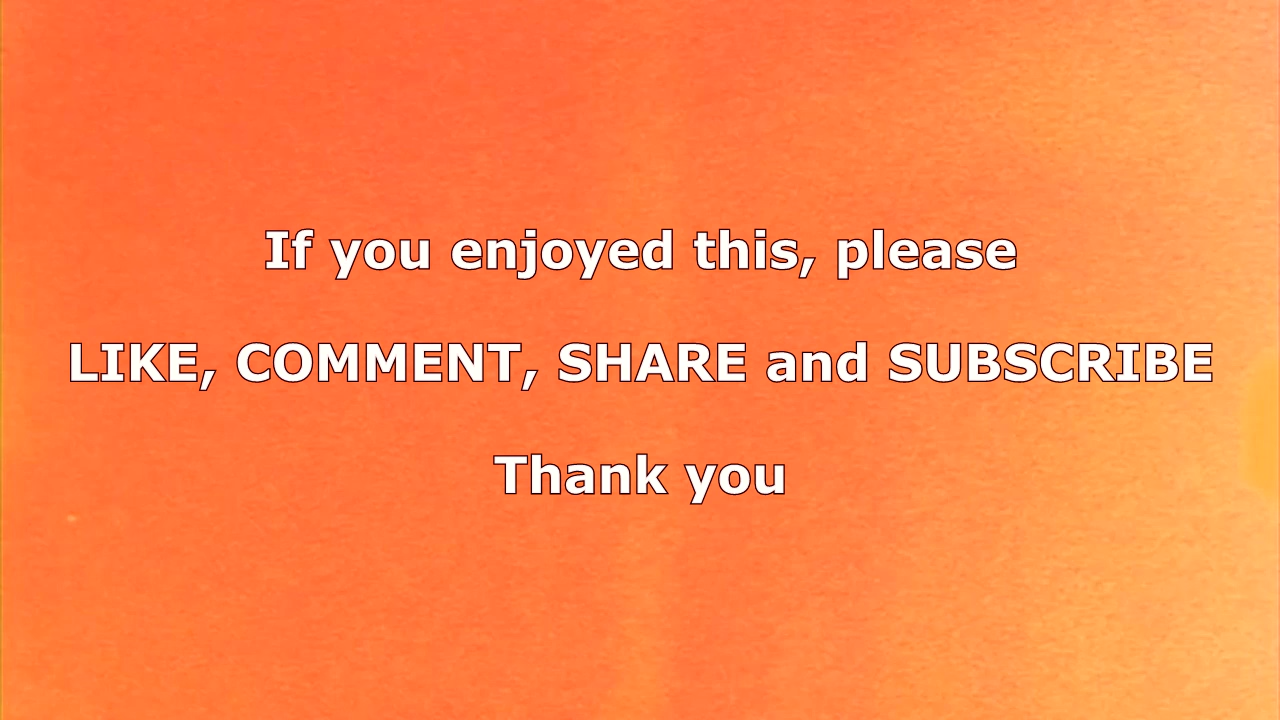 If you enjoyed this, please
LIKE, COMMENT, SHARE and SUBSCRIBE
Thank you